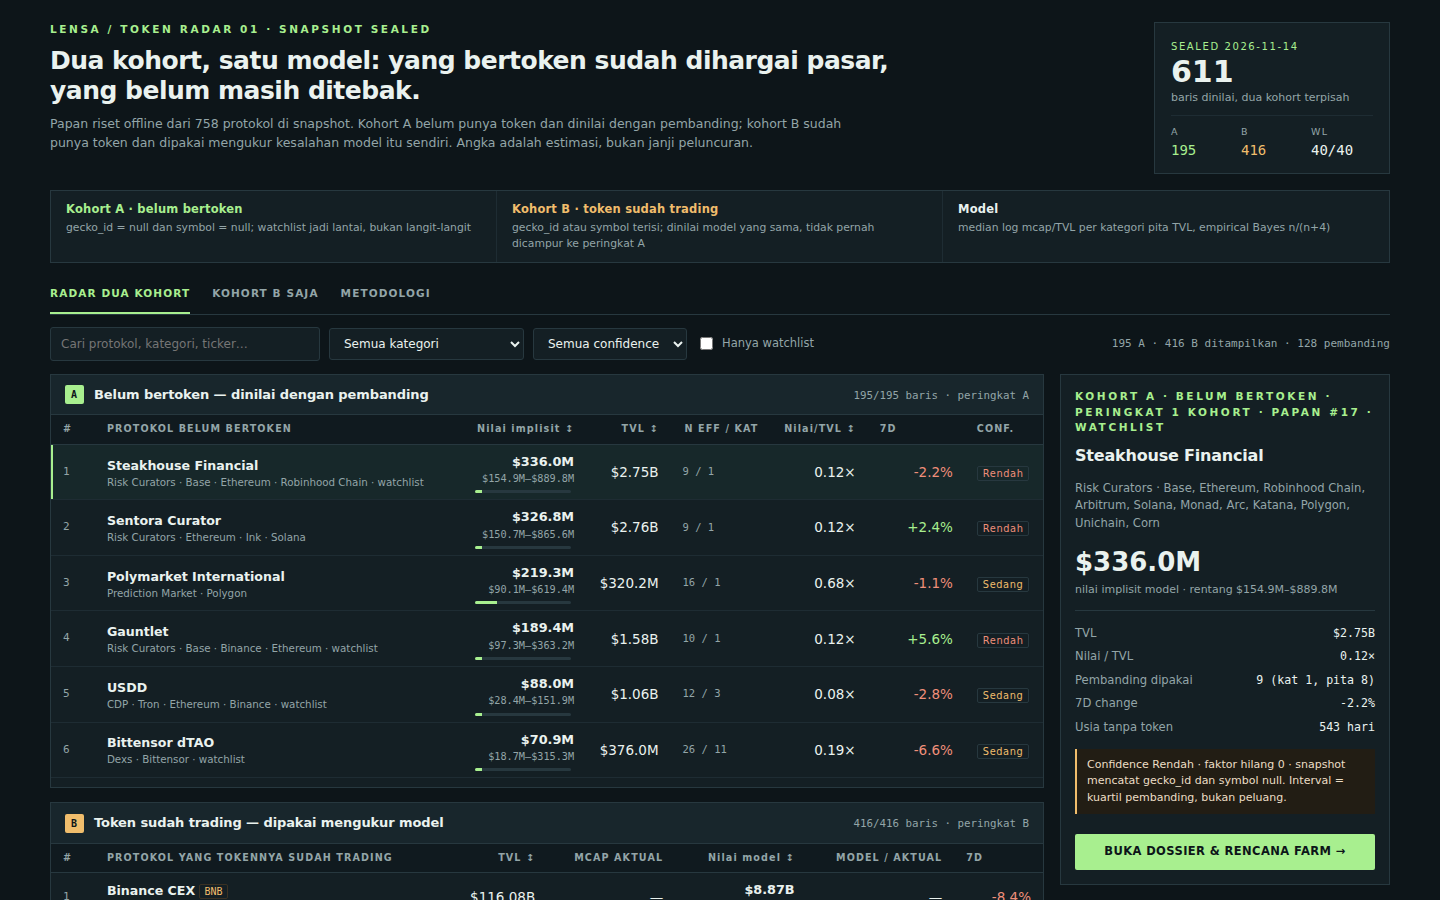 LENSA / TOKEN RADAR 01 · SNAPSHOT SEALED
Dua kohort, satu model: yang bertoken sudah dihargai pasar,
yang belum masih ditebak.
Papan riset offline dari 758 protokol di snapshot. Kohort A belum punya token dan dinilai dengan pembanding; kohort B sudah
punya token dan dipakai mengukur kesalahan model itu sendiri. Angka adalah estimasi, bukan janji peluncuran.
SEALED 2026-11-14
611
baris dinilai, dua kohort terpisah
A B WL
195 416 40/40
Kohort A · belum bertoken
gecko_id = null dan symbol = null; watchlist jadi lantai, bukan langit-langit
Kohort B · token sudah trading
gecko_id atau symbol terisi; dinilai model yang sama, tidak pernah
dicampur ke peringkat A
Model
median log mcap/TVL per kategori pita TVL, empirical Bayes n/(n+4)
RADAR DUA KOHORT KOHORT B SAJA METODOLOGI
Cari protokol, kategori, ticker… Semua kategori Semua confidence Hanya watchlist 195 A · 416 B ditampilkan · 128 pembanding
A Belum bertoken — dinilai dengan pembanding 195/195 baris · peringkat A
# PROTOKOL BELUM BERTOKEN Nilai implisit ↕ TVL ↕ N EFF / KAT Nilai/TVL ↕ 7D CONF.
1 Steakhouse Financial $336.0M $2.75B 9 / 1 0.12× -2.2% Rendah
Risk Curators · Base · Ethereum · Robinhood Chain · watchlist $154.9M–$889.8M
2 Sentora Curator $326.8M $2.76B 9 / 1 0.12× +2.4% Rendah
Risk Curators · Ethereum · Ink · Solana $150.7M–$865.6M
3 Polymarket International $219.3M $320.2M 16 / 1 0.68× -1.1% Sedang
Prediction Market · Polygon $90.1M–$619.4M
4 Gauntlet $189.4M $1.58B 10 / 1 0.12× +5.6% Rendah
Risk Curators · Base · Binance · Ethereum · watchlist $97.3M–$363.2M
5 USDD $88.0M $1.06B 12 / 3 0.08× -2.8% Sedang
CDP · Tron · Ethereum · Binance · watchlist $28.4M–$151.9M
6 Bittensor dTAO $70.9M $376.0M 26 / 11 0.19× -6.6% Sedang
Dexs · Bittensor · watchlist $18.7M–$315.3M
B Token sudah trading — dipakai mengukur model 416/416 baris · peringkat B
# PROTOKOL YANG TOKENNYA SUDAH TRADING TVL ↕ MCAP AKTUAL Nilai model ↕ MODEL / AKTUAL 7D
1 Binance CEX BNB $116.08B — $8.87B — -8.4%
KOHORT A · BELUM BERTOKEN ·
PERINGKAT 1 KOHORT · PAPAN #17 ·
WATCHLIST
Steakhouse Financial
Risk Curators · Base, Ethereum, Robinhood Chain,
Arbitrum, Solana, Monad, Arc, Katana, Polygon,
Unichain, Corn
$336.0M
nilai implisit model · rentang $154.9M–$889.8M
TVL $2.75B
Nilai / TVL 0.12×
Pembanding dipakai 9 (kat 1, pita 8)
7D change -2.2%
Usia tanpa token 543 hari
Confidence Rendah · faktor hilang 0 · snapshot
mencatat gecko_id dan symbol null. Interval =
kuartil pembanding, bukan peluang.
BUKA DOSSIER & RENCANA FARM →